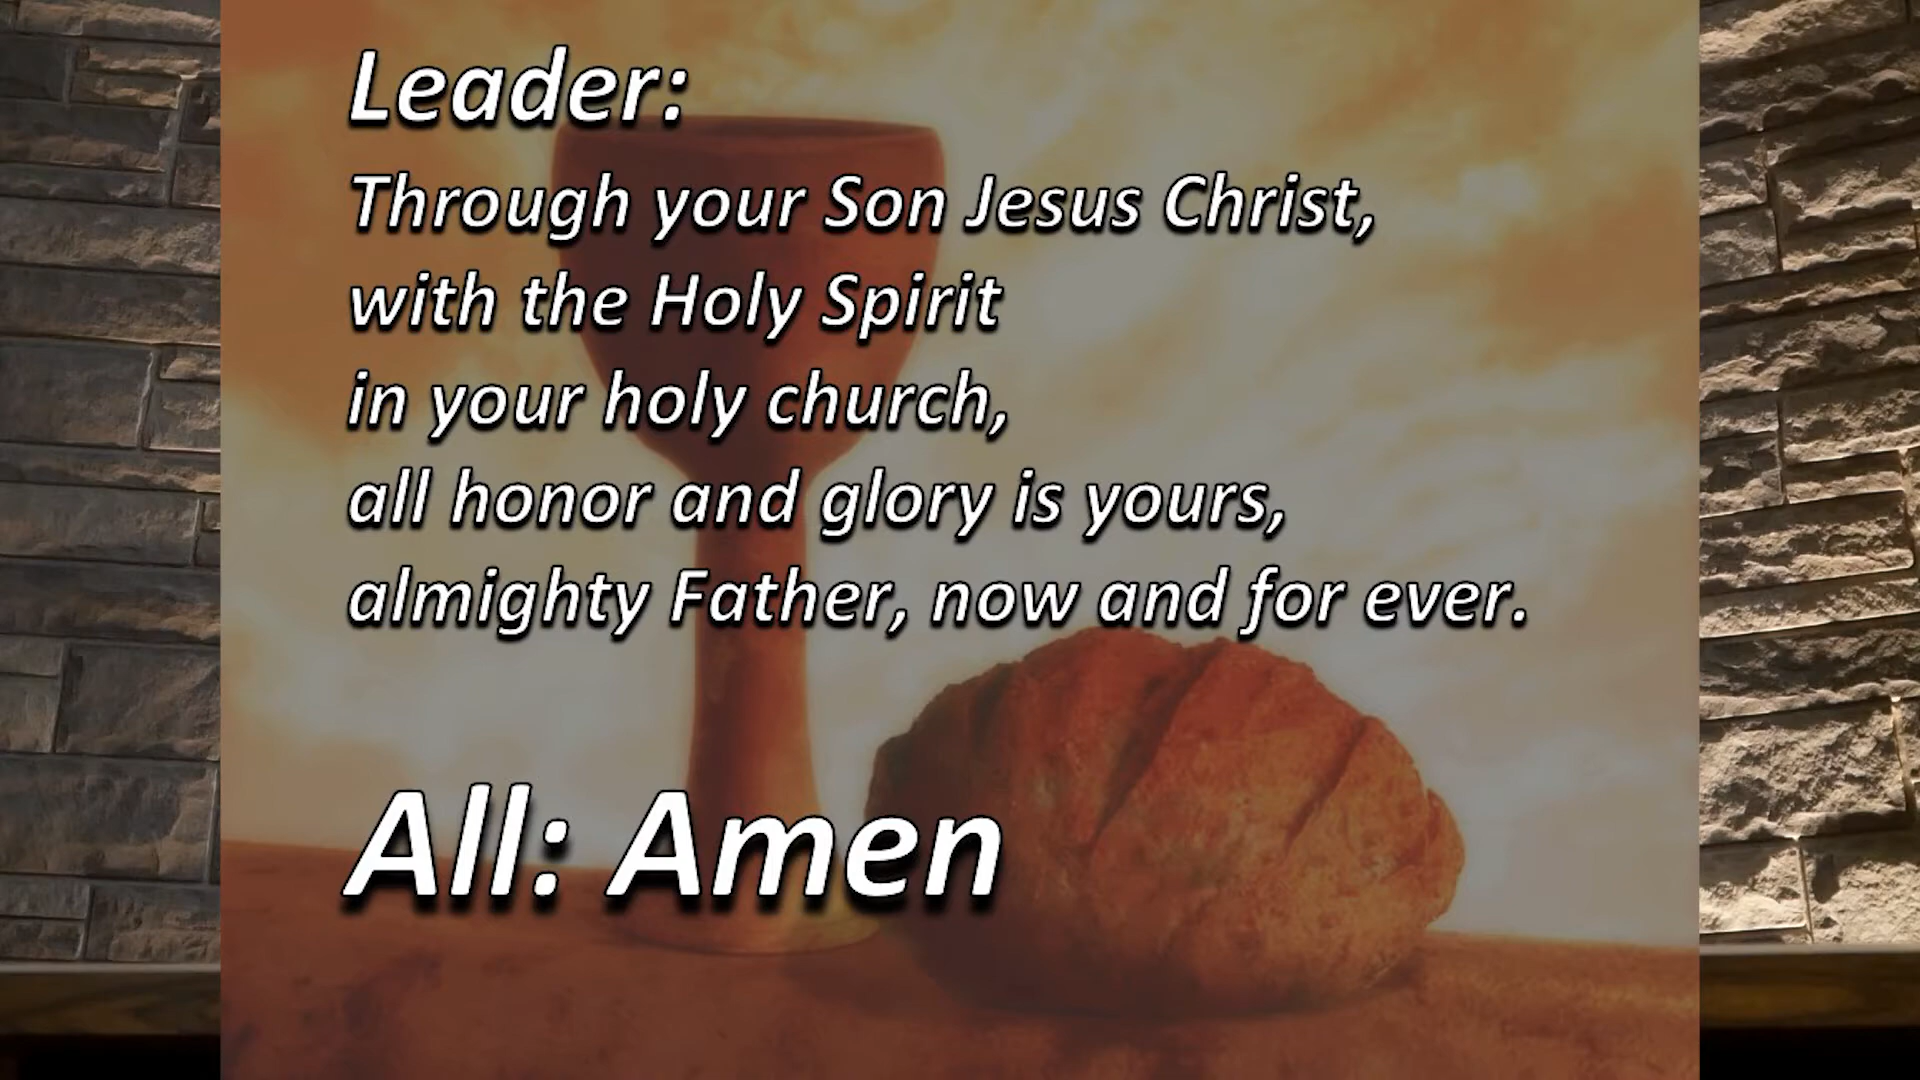 Leader:
Through your Son Jesus Christ,
with the Holy Spirit
in your holy church,
all honor and glory is yours,
almighty Father, now and for ever.
All: Amen